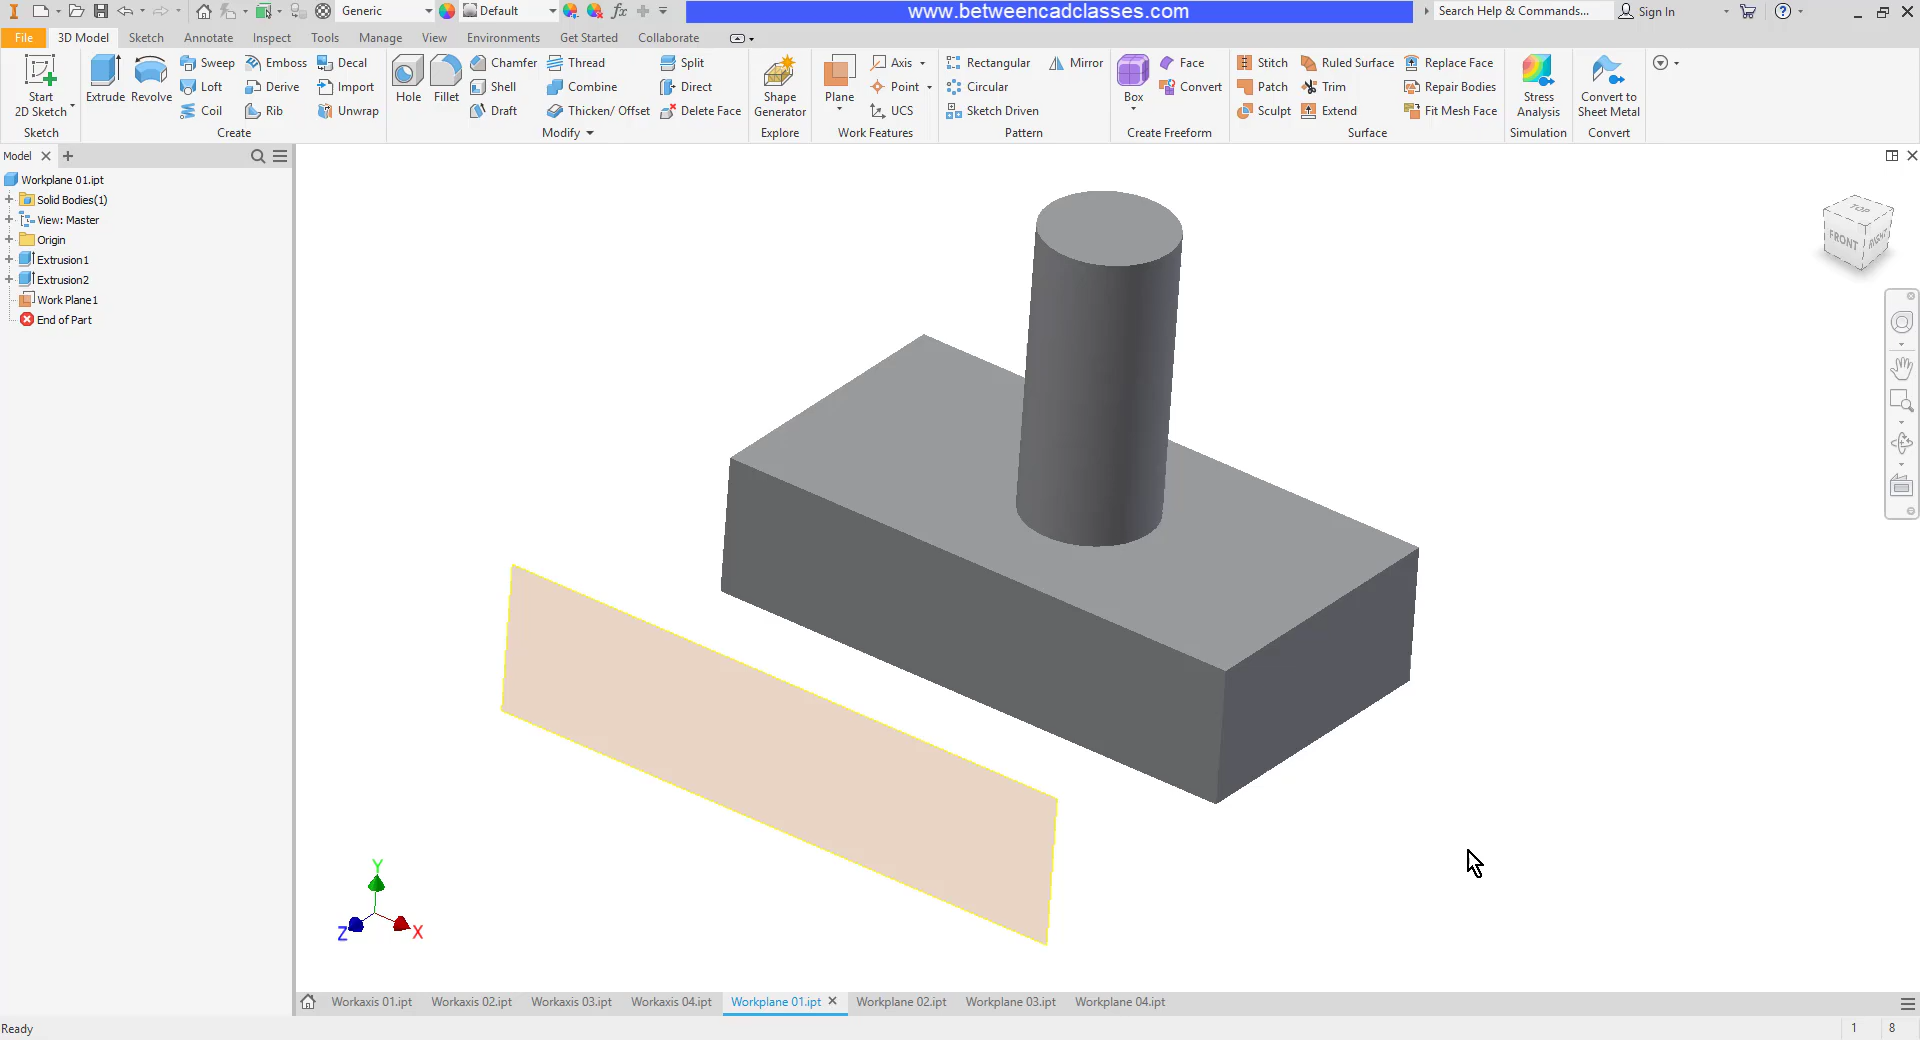 Generic
Default
fx
www.betweencadclasses.com
Search Help & Commands...
Sign In
File
3D Model
Sketch
Annotate
Inspect
Tools
Manage
View
Environments
Get Started
Collaborate
Start
2D Sketch
Sketch
Extrude
Revolve
Sweep
Loft
Coil
Emboss
Derive
Rib
Decal
Import
Unwrap
Create
Hole
Fillet
Chamfer
Shell
Draft
Thread
Combine
Thicken/ Offset
Split
Direct
Delete Face
Modify
Shape
Generator
Explore
Plane
Axis
Point
UCS
Work Features
Rectangular
Circular
Sketch Driven
Mirror
Pattern
Box
Face
Convert
Create Freeform
Stitch
Patch
Sculpt
Ruled Surface
Trim
Extend
Replace Face
Repair Bodies
Fit Mesh Face
Surface
Stress
Analysis
Simulation
Convert to
Sheet Metal
Convert
Model
Workplane 01.ipt
Solid Bodies(1)
View: Master
Origin
Extrusion1
Extrusion2
Work Plane1
End of Part
TOP
FRONT
RIGHT
Y
Z
X
Workaxis 01.ipt
Workaxis 02.ipt
Workaxis 03.ipt
Workaxis 04.ipt
Workplane 01.ipt
Workplane 02.ipt
Workplane 03.ipt
Workplane 04.ipt
Ready
1
8